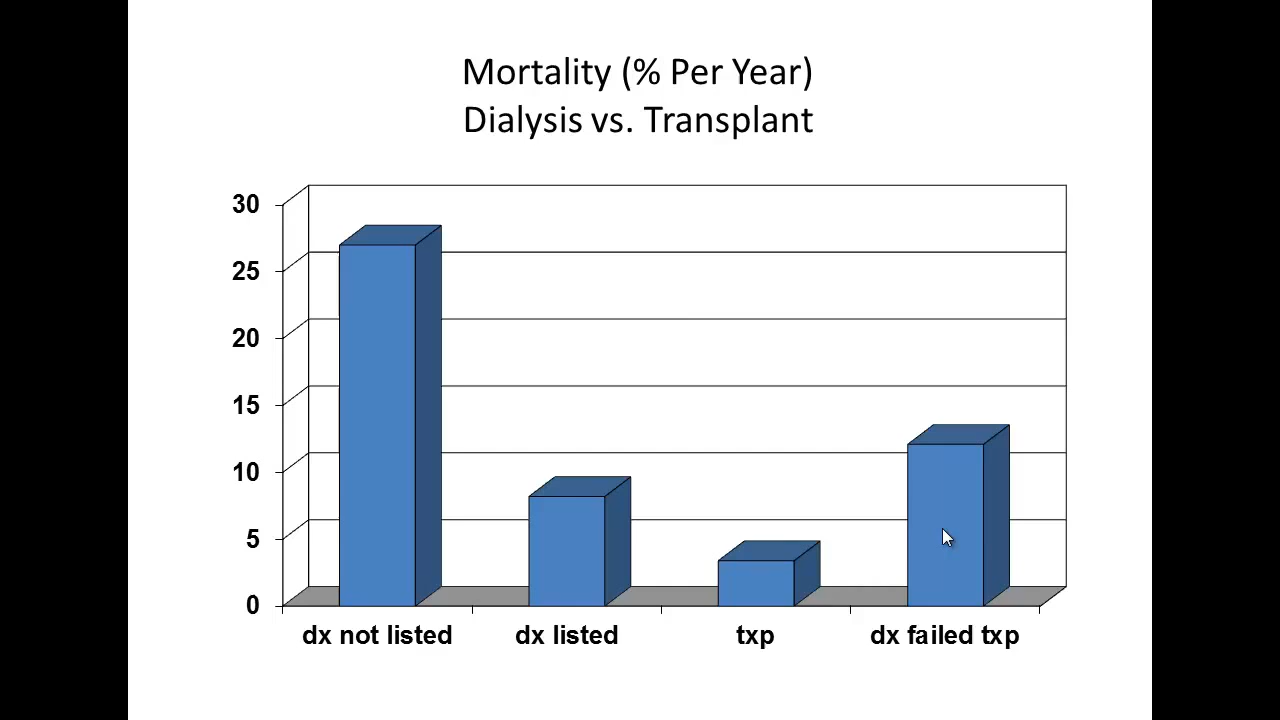 Mortality (% Per Year)
Dialysis vs. Transplant
30
25
20
15
10
5
0
dx not listed
dx listed
txp
dx failed txp